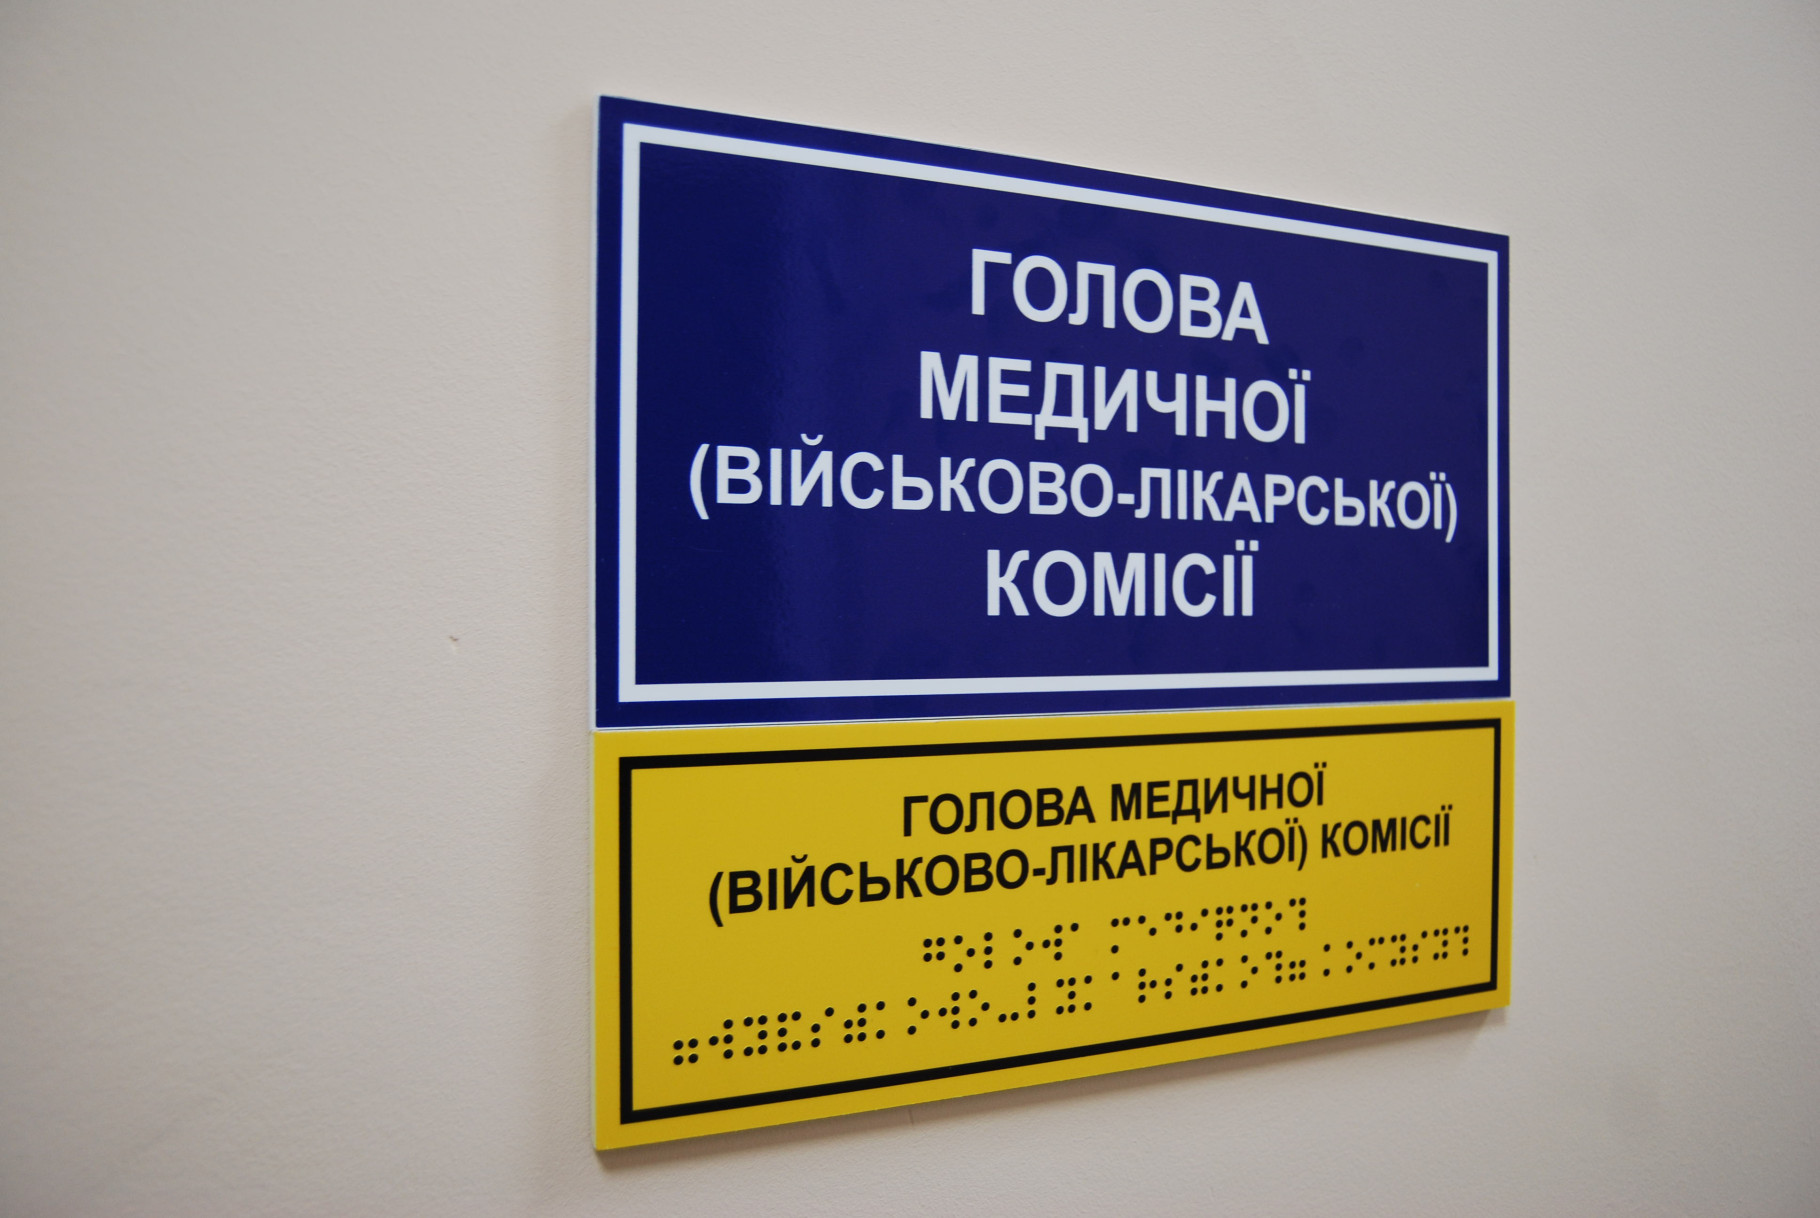 ГОЛОВА
МЕДИЧНОЇ
(ВІЙСЬКОВО-ЛІКАРСЬКОЇ)
КОМІСІЇ
ГОЛОВА МЕДИЧНОЇ
(ВІЙСЬКОВО-ЛІКАРСЬКОЇ) КОМІСІЇ